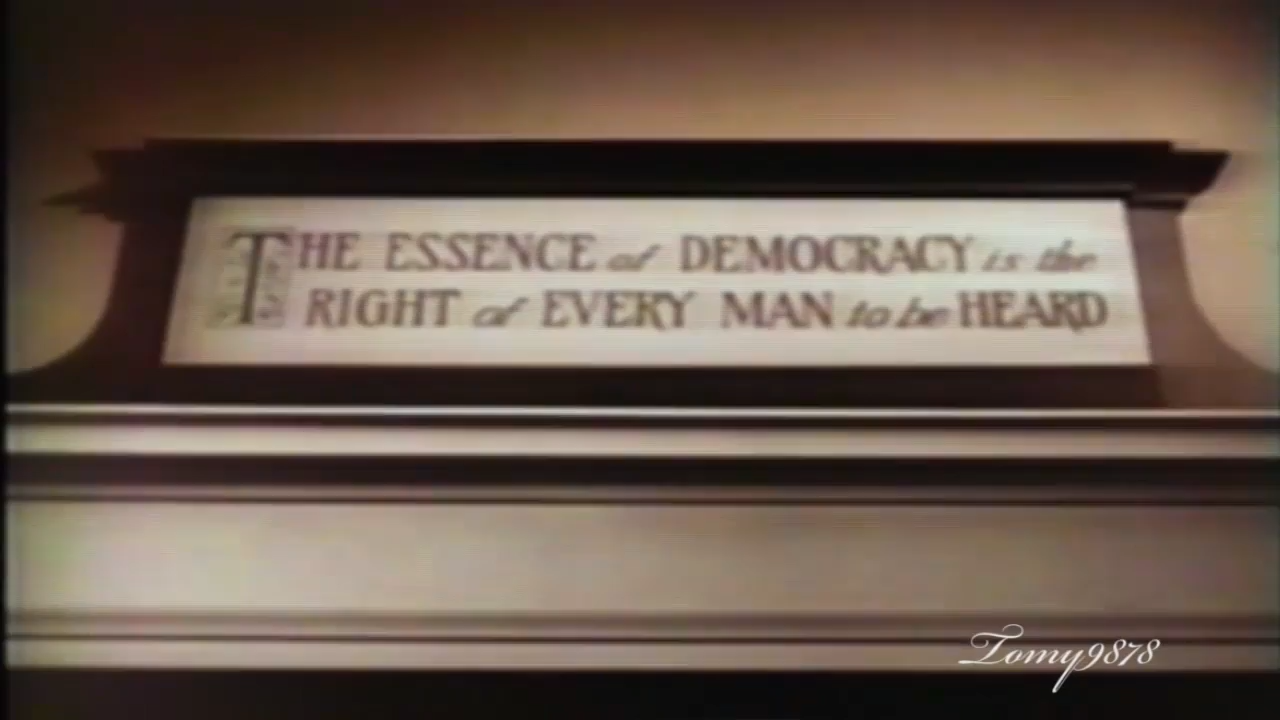 THE ESSENCE of DEMOCRACY is the
RIGHT of EVERY MAN to be HEARD
Tomy9878